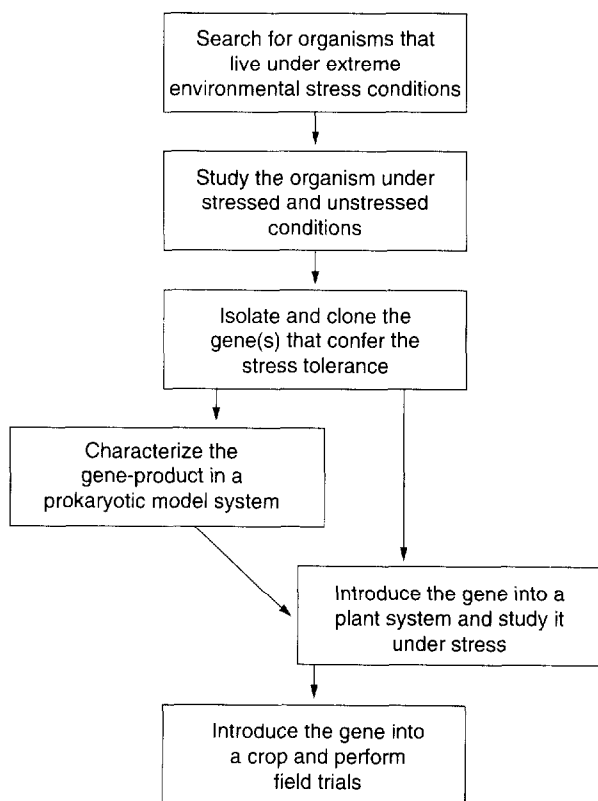 Search for organisms that
live under extreme
environmental stress conditions
Study the organism under
stressed and unstressed
conditions
Isolate and clone the
gene(s) that confer the
stress tolerance
Characterize the
gene-product in a
prokaryotic model system
Introduce the gene into a
plant system and study it
under stress
Introduce the gene into
a crop and perform
field trials